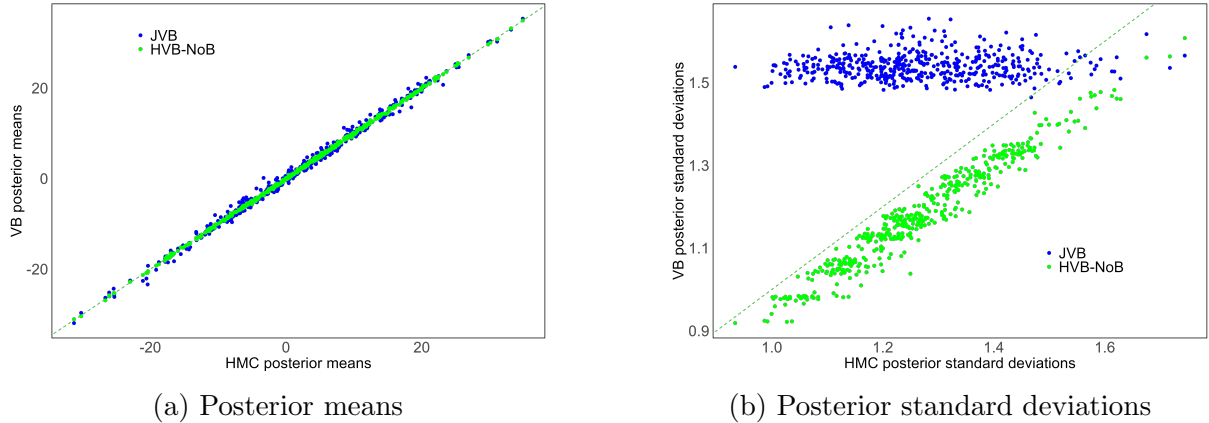 JVB
HVB-NoB
20
0
-20
VB posterior means
-20
0
20
HMC posterior means
(a) Posterior means
1.5
1.3
1.1
0.9
VB posterior standard deviations
JVB
HVB-NoB
1.0
1.2
1.4
1.6
HMC posterior standard deviations
(b) Posterior standard deviations